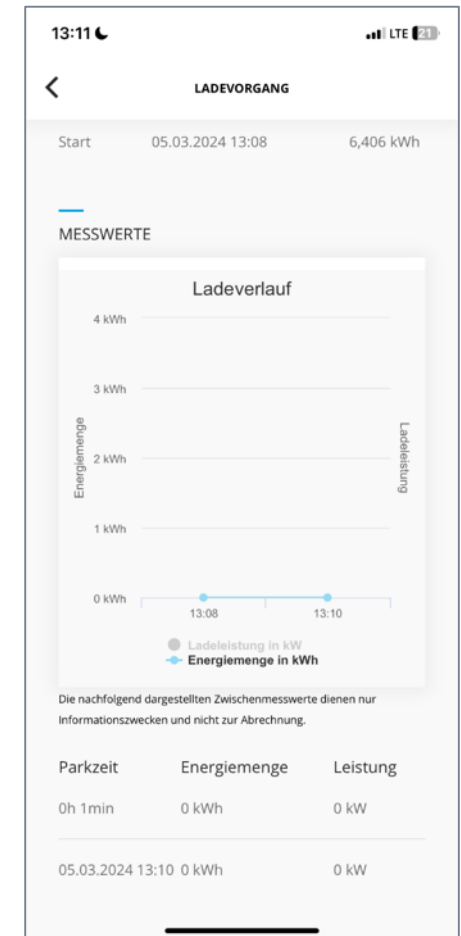 13:11 LTE 21
LADEVORGANG
Start 05.03.2024 13:08 6,406 kWh
MESSWERTE
Ladeverlauf
4 kWh
3 kWh
2 kWh
1 kWh
0 kWh
Energiemenge
Ladeleistung
13:08 13:10
Ladeleistung in kW
Energiemenge in kWh
Die nachfolgend dargestellten Zwischenmesswerte dienen nur
Informationszwecken und nicht zur Abrechnung.
Parkzeit Energiemenge Leistung
0h 1min 0 kWh 0 kW
05.03.2024 13:10 0 kWh 0 kW